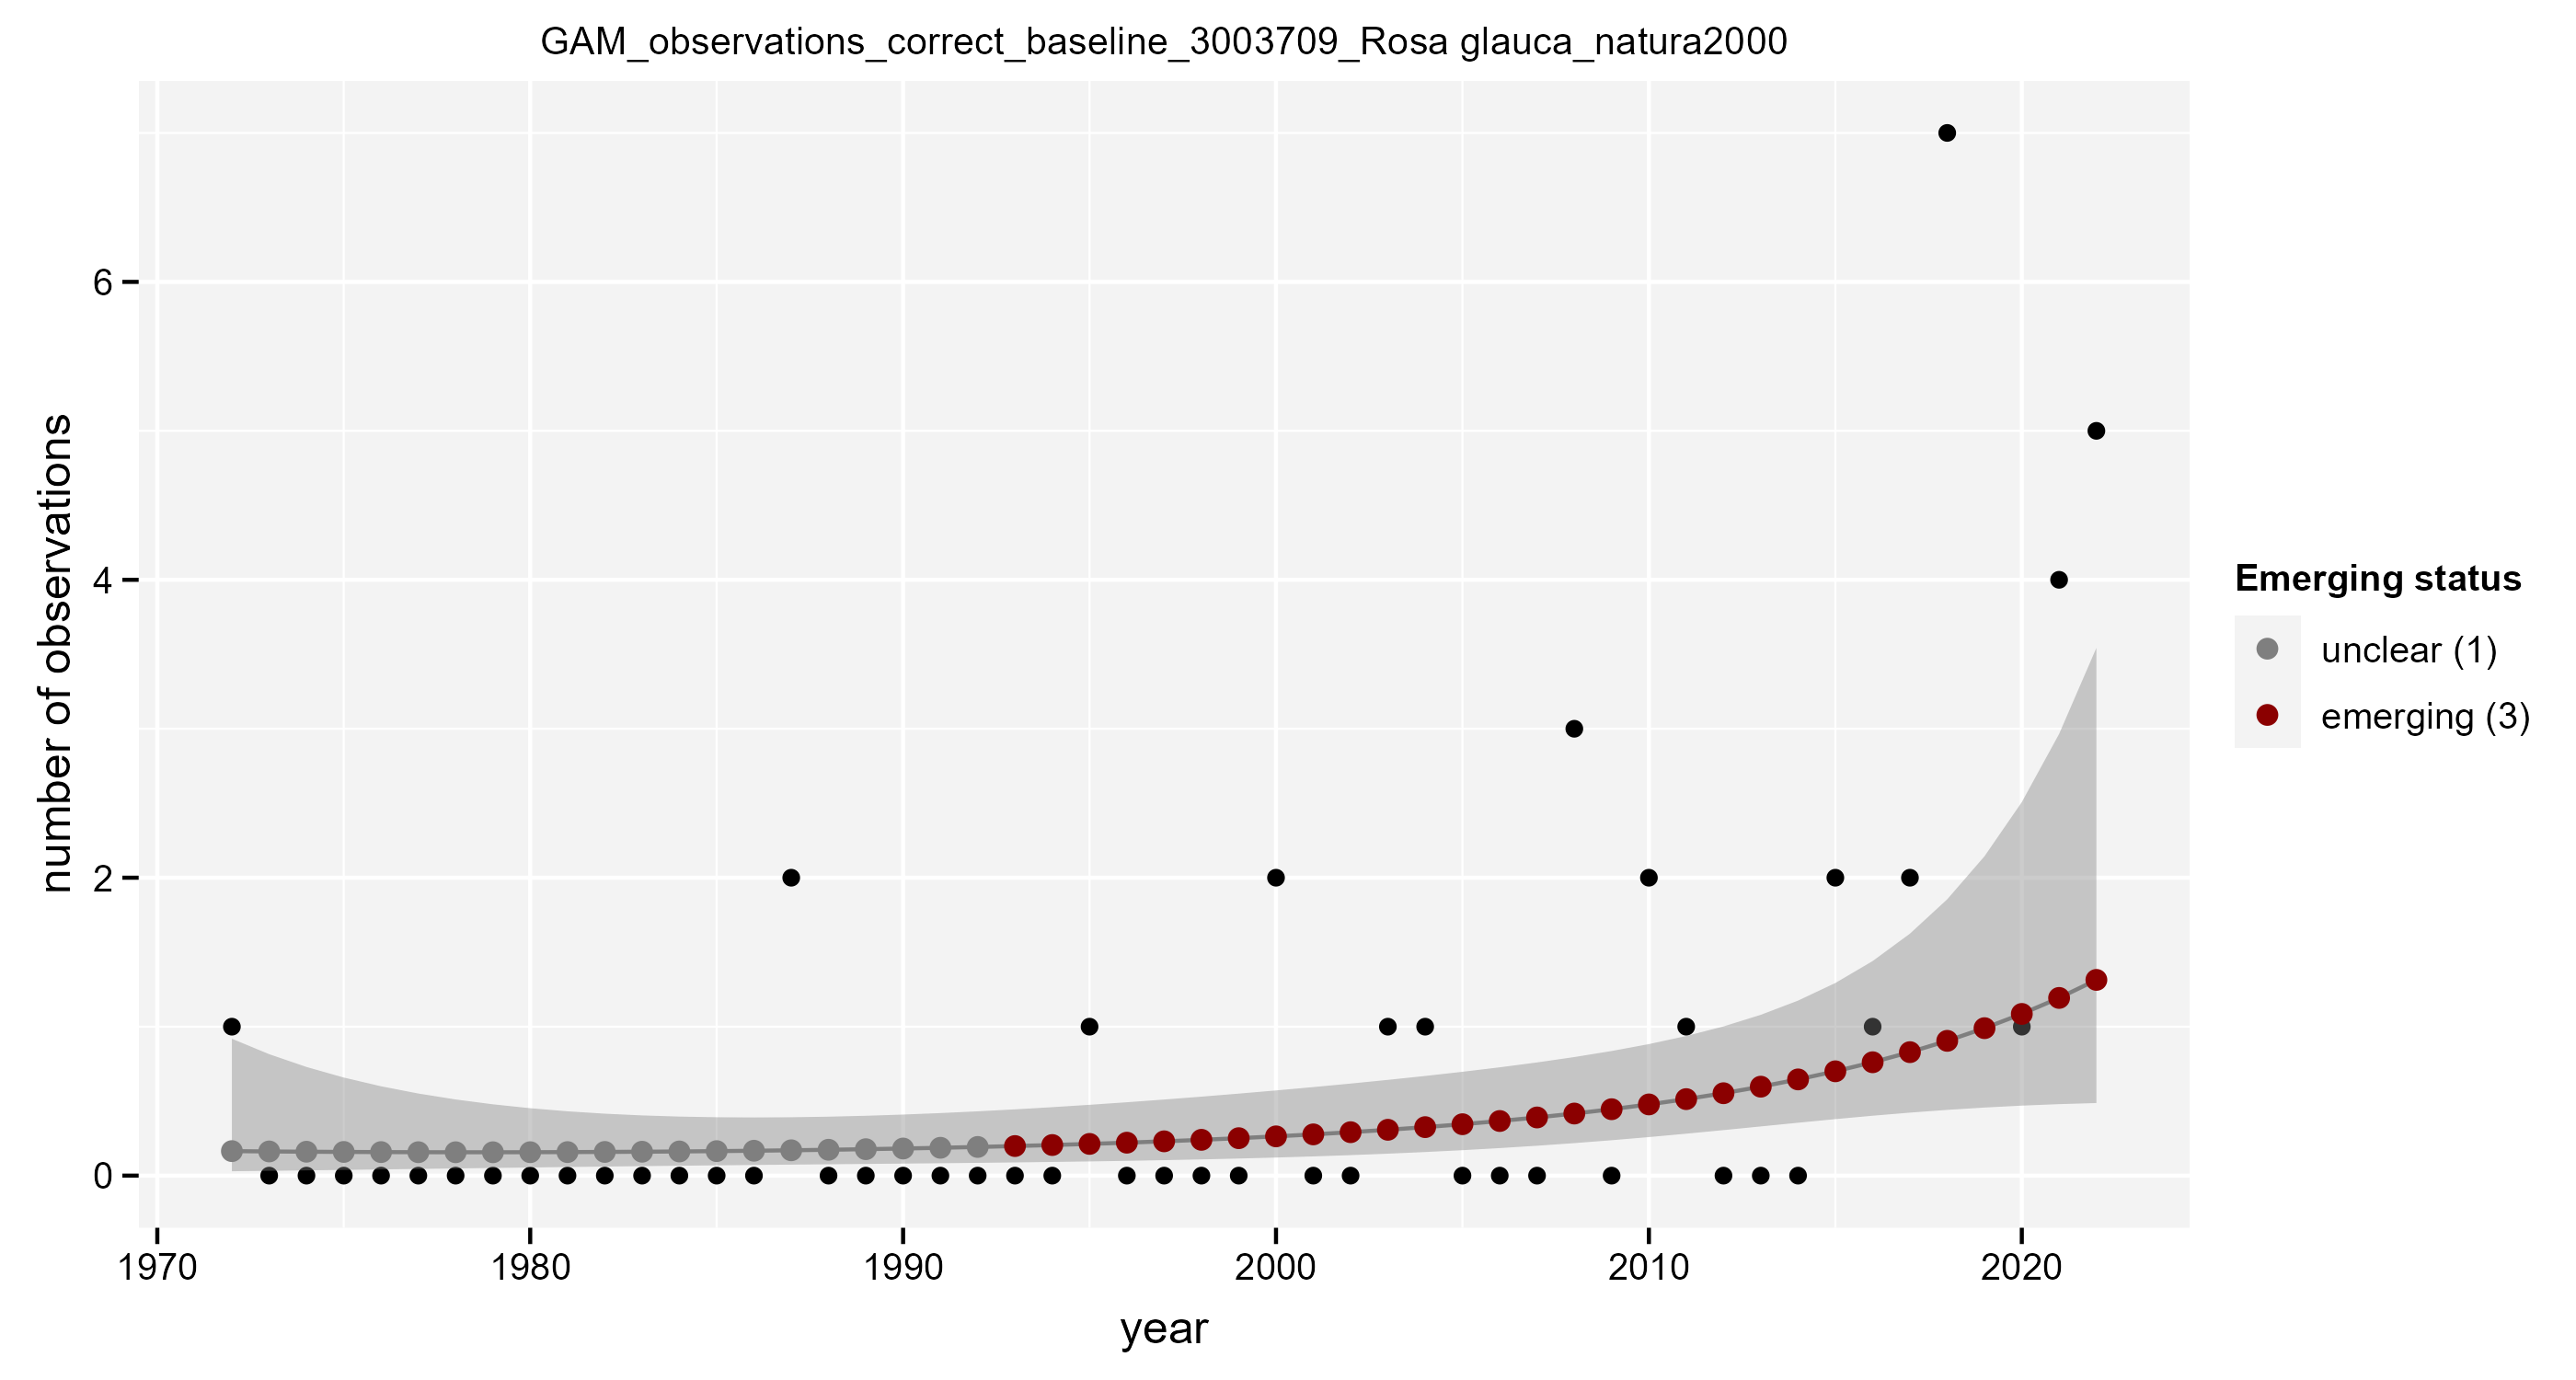 GAM_observations_correct_baseline_3003709_Rosa glauca_natura2000
number of observations
6
4
2
0
1970 1980 1990 2000 2010 2020
year
Emerging status
unclear (1)
emerging (3)